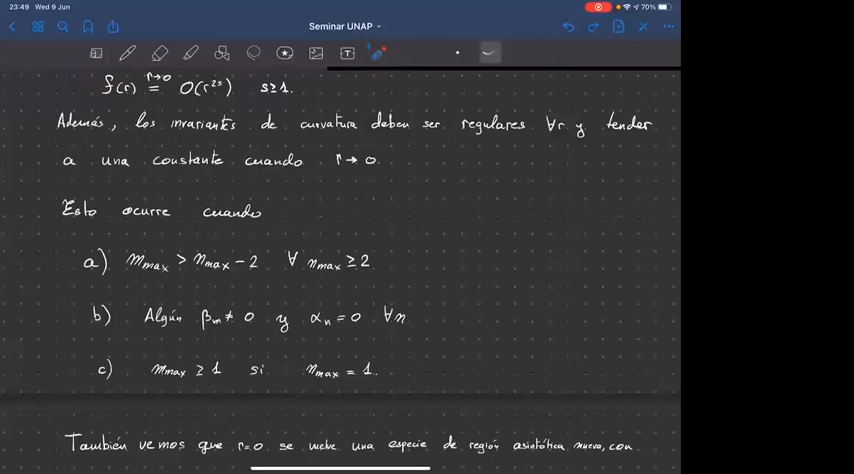 23:49 Wed 9 Jun
70%
Seminar UNAP
f(r) r→0 = O(r^{2s}) s≥1.
Además, los invariantes de curvatura deben ser regulares ∀r y tender
a una constante cuando r→0.
Esto ocurre cuando
a) m_max > n_max - 2 ∀ n_max ≥ 2
b) Algún β_m ≠ 0 y α_n = 0 ∀n
c) m_max ≥ 1 si n_max = 1.
También vemos que r=0 se vuelve una especie de región asintótica nueva, con